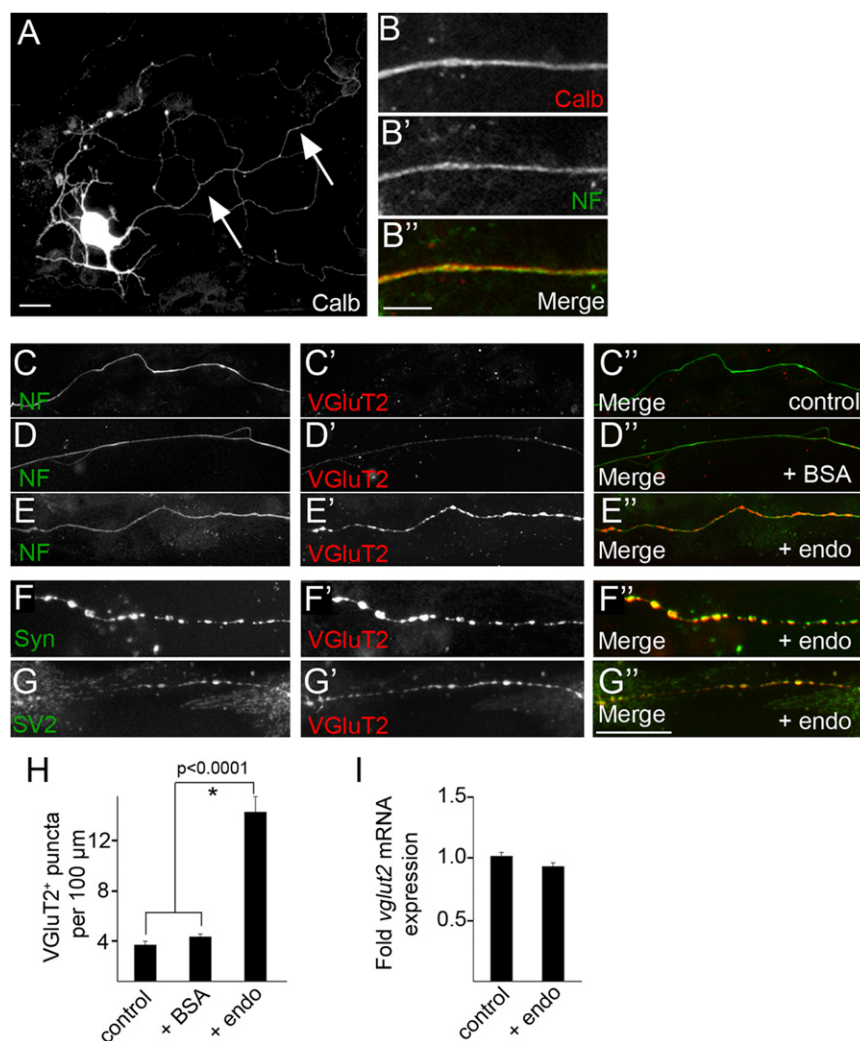 A
Calb
B
Calb
B'
NF
B''
Merge
C
NF
C'
VGluT2
C''
Merge
control
D
NF
D'
VGluT2
D''
Merge
+ BSA
E
NF
E'
VGluT2
E''
Merge
+ endo
F
Syn
F'
VGluT2
F''
Merge
+ endo
G
SV2
G'
VGluT2
G''
Merge
+ endo
H
p<0.0001
*
VGluT2⁺ puncta
per 100 µm
12
8
4
control
+ BSA
+ endo
I
Fold vglut2 mRNA
expression
1.5
1.0
0.5
control
+ endo